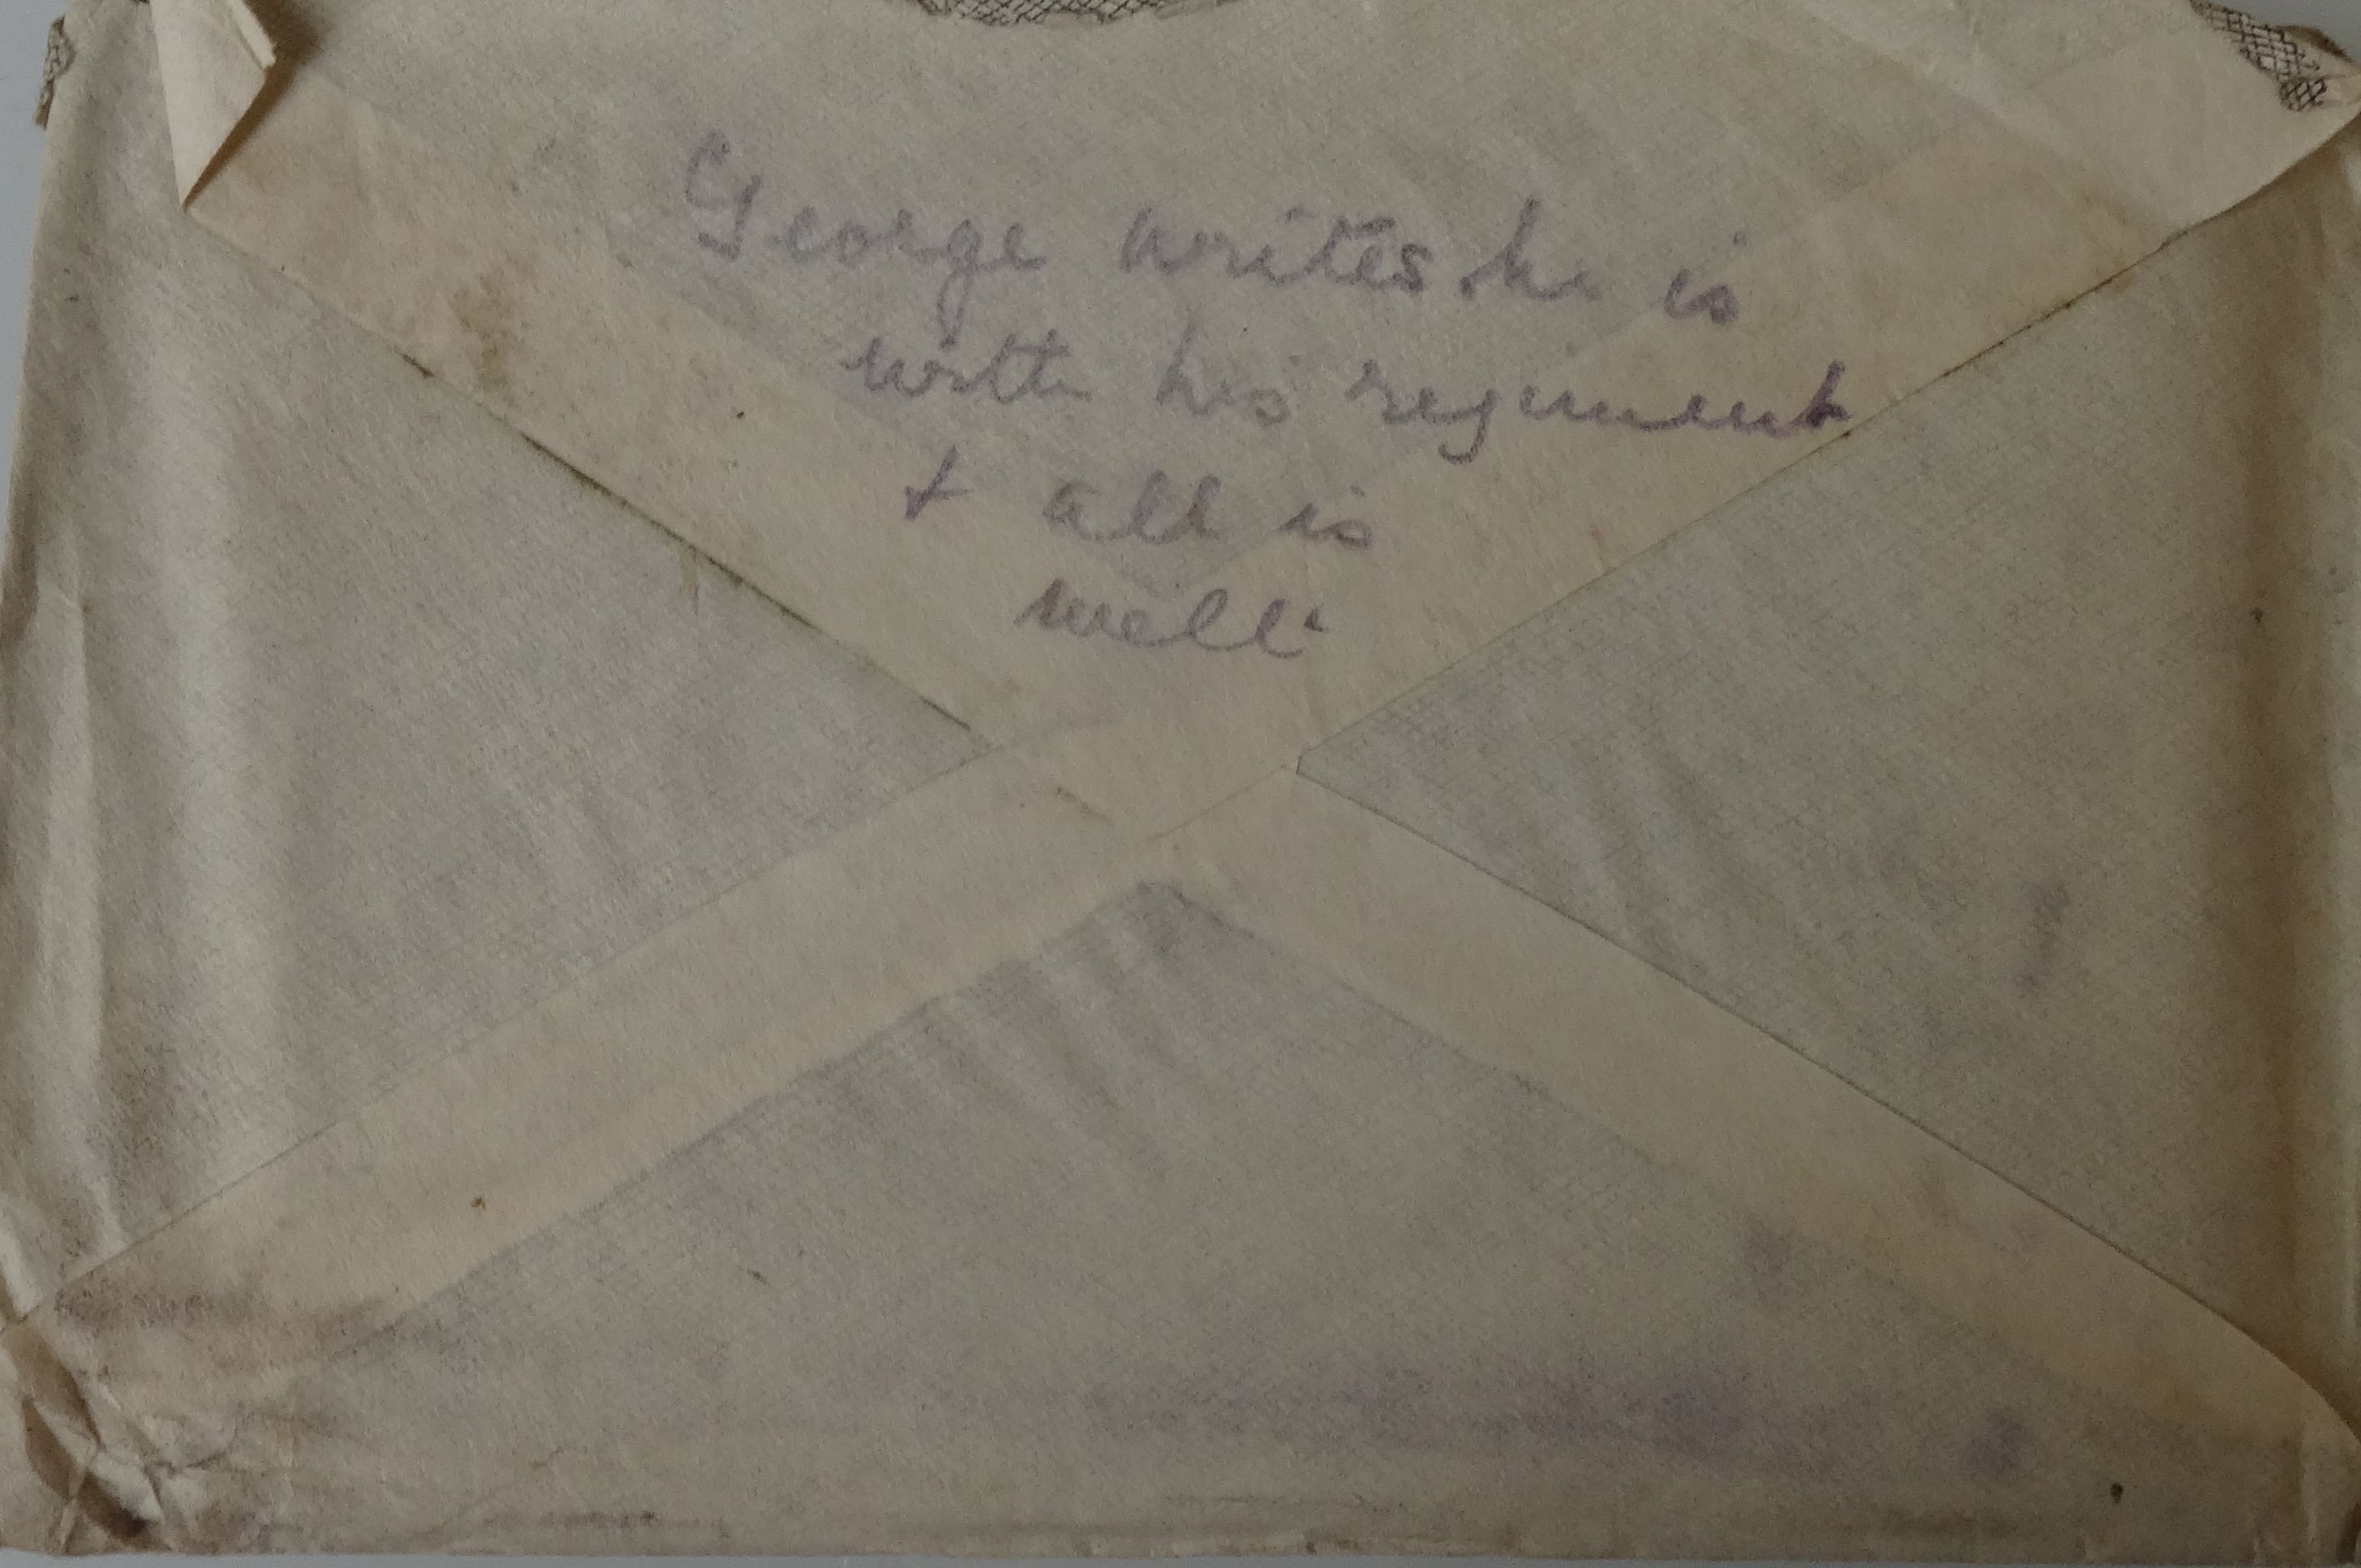 George writes he is
with his regiment
+ all is
well.